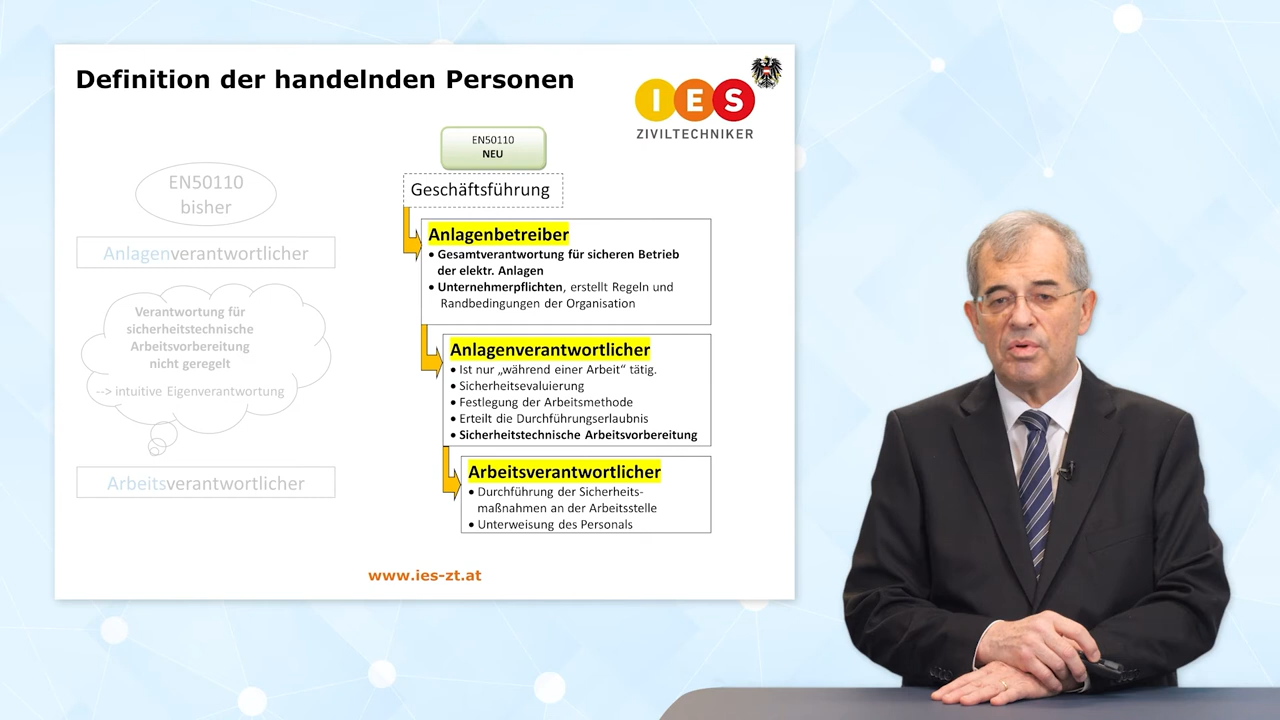 Definition der handelnden Personen
I E S
ZIVILTECHNIKER
EN50110
bisher
Anlagenverantwortlicher
Verantwortung für
sicherheitstechnische
Arbeitsvorbereitung
nicht geregelt
--> intuitive Eigenverantwortung
Arbeitsverantwortlicher
EN50110
NEU
Geschäftsführung
Anlagenbetreiber
• Gesamtverantwortung für sicheren Betrieb
der elektr. Anlagen
• Unternehmerpflichten, erstellt Regeln und
Randbedingungen der Organisation
Anlagenverantwortlicher
• Ist nur „während einer Arbeit“ tätig.
• Sicherheitsevaluierung
• Festlegung der Arbeitsmethode
• Erteilt die Durchführungserlaubnis
• Sicherheitstechnische Arbeitsvorbereitung
Arbeitsverantwortlicher
• Durchführung der Sicherheits-
maßnahmen an der Arbeitsstelle
• Unterweisung des Personals
www.ies-zt.at